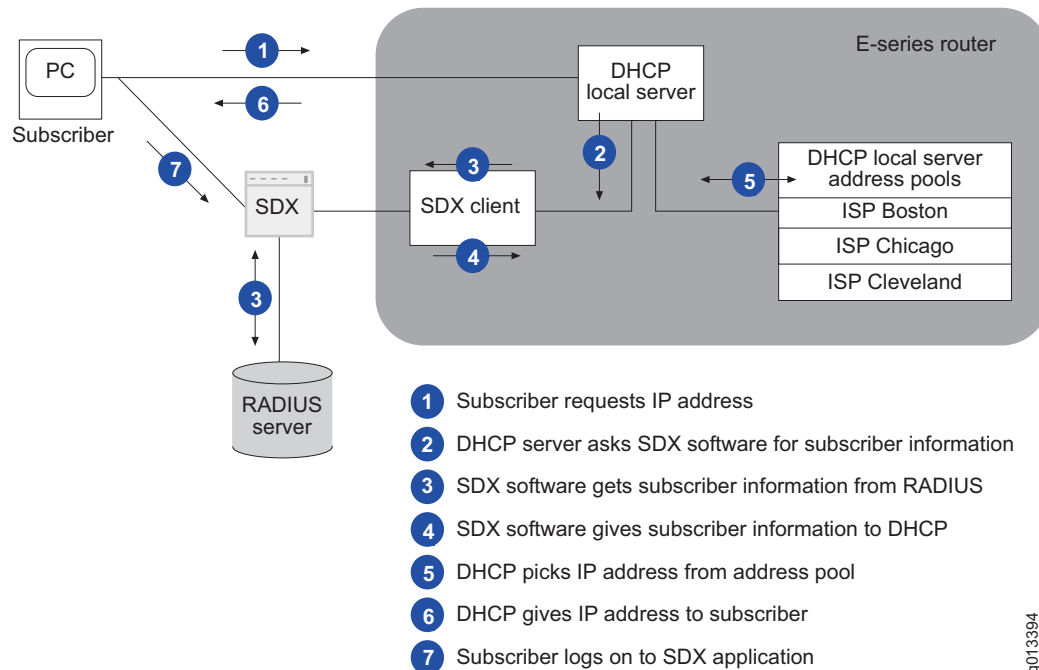 E-series router
1
PC
DHCP
local server
6
Subscriber
2
3
7
DHCP local server
address pools
5
SDX
SDX client
ISP Boston
ISP Chicago
4
ISP Cleveland
3
RADIUS
server
1 Subscriber requests IP address
2 DHCP server asks SDX software for subscriber information
3 SDX software gets subscriber information from RADIUS
4 SDX software gives subscriber information to DHCP
5 DHCP picks IP address from address pool
6 DHCP gives IP address to subscriber
7 Subscriber logs on to SDX application
g013394